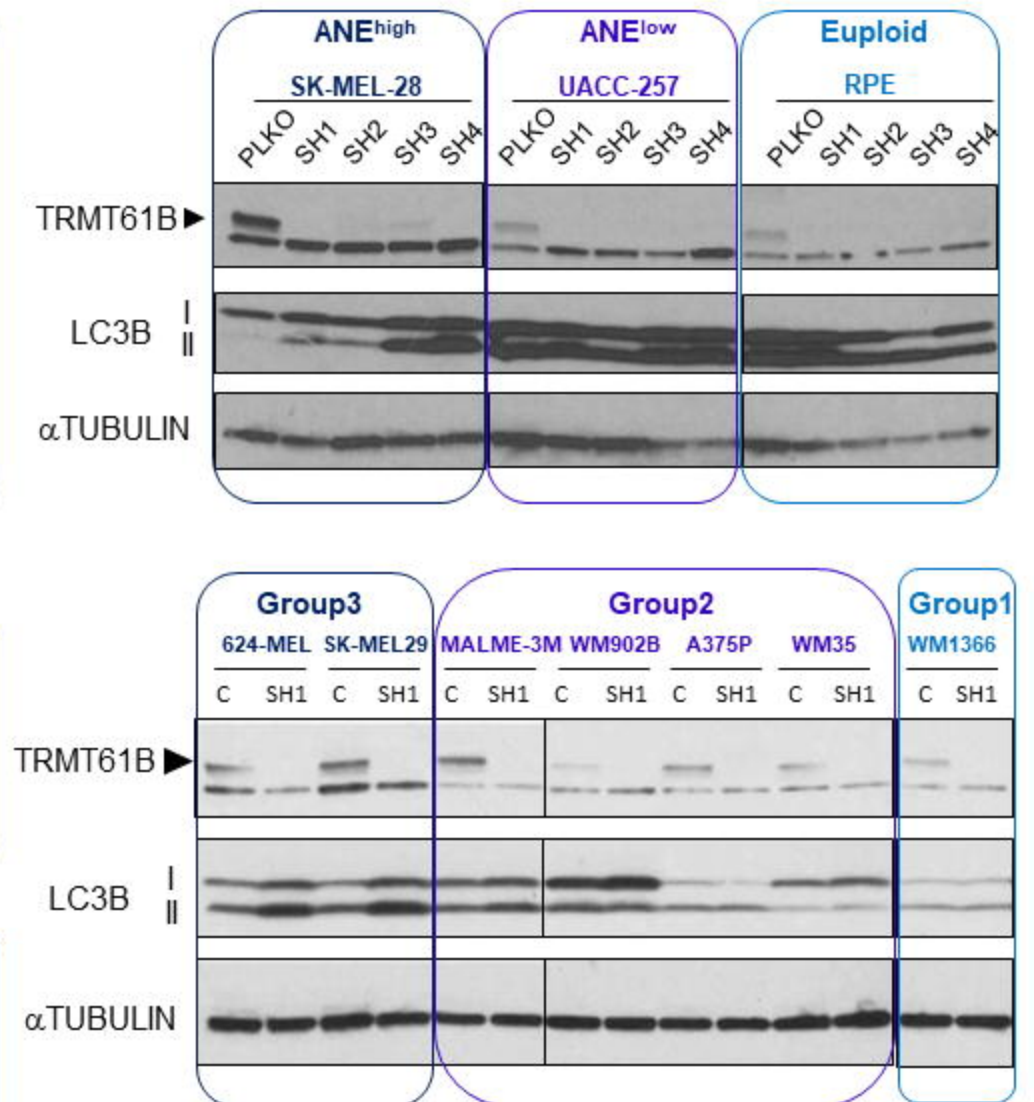 ANEhigh ANElow Euploid
SK-MEL-28 UACC-257 RPE
PLKO SH1 SH2 SH3 SH4 PLKO SH1 SH2 SH3 SH4 PLKO SH1 SH2 SH3 SH4
TRMT61B
LC3B I
II
αTUBULIN
Group3 Group2 Group1
624-MEL SK-MEL29 MALME-3M WM902B A375P WM35 WM1366
C SH1 C SH1 C SH1 C SH1 C SH1 C SH1 C SH1
TRMT61B
LC3B I
II
αTUBULIN